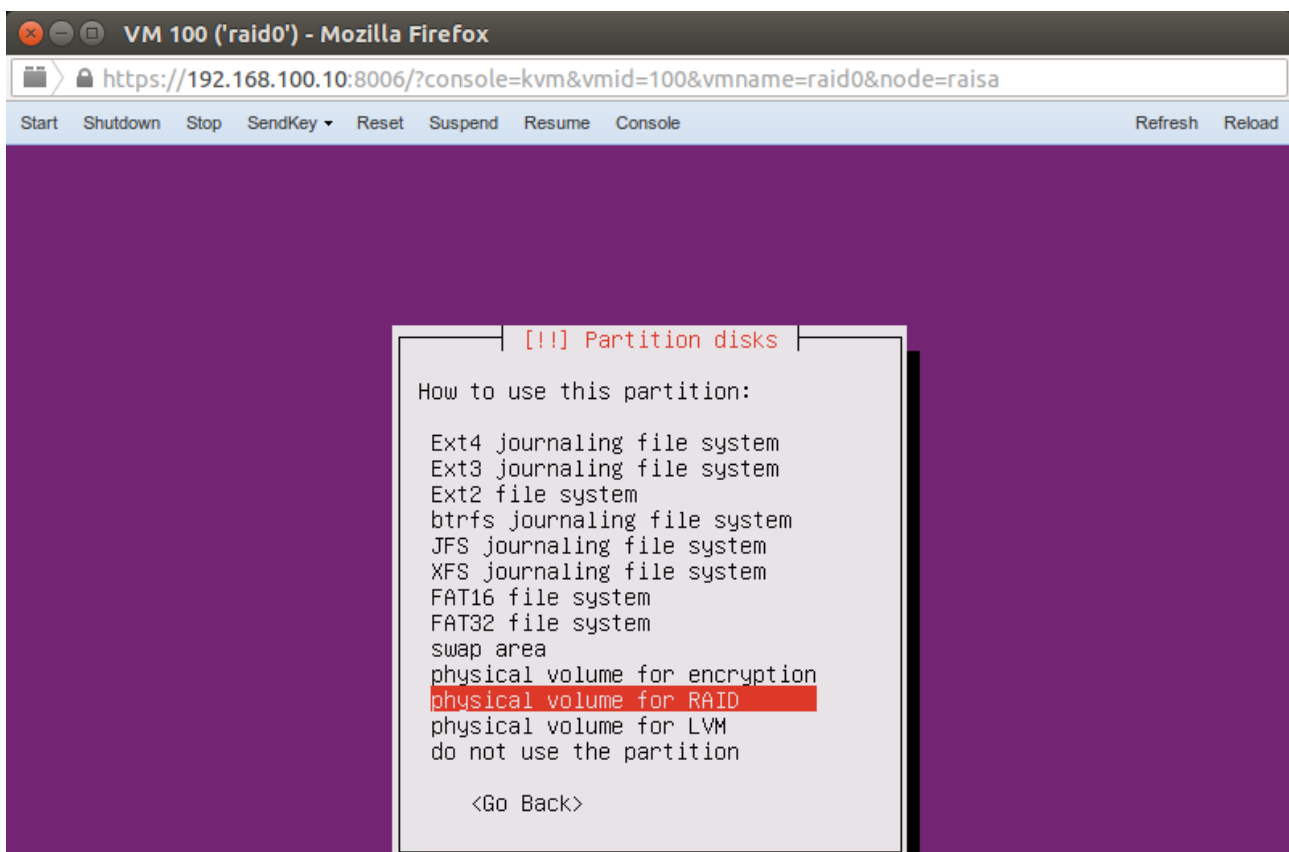 VM 100 ('raid0') - Mozilla Firefox
https://192.168.100.10:8006/?console=kvm&vmid=100&vmname=raid0&node=raisa
Start Shutdown Stop SendKey Reset Suspend Resume Console Refresh Reload
[!!] Partition disks
How to use this partition:
Ext4 journaling file system
Ext3 journaling file system
Ext2 file system
btrfs journaling file system
JFS journaling file system
XFS journaling file system
FAT16 file system
FAT32 file system
swap area
physical volume for encryption
physical volume for RAID
physical volume for LVM
do not use the partition
<Go Back>